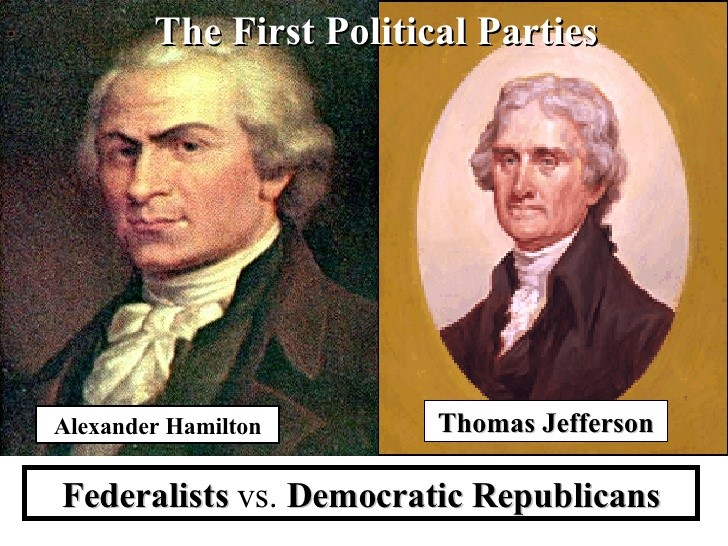 The First Political Parties
Alexander Hamilton
Thomas Jefferson
Federalists vs. Democratic Republicans